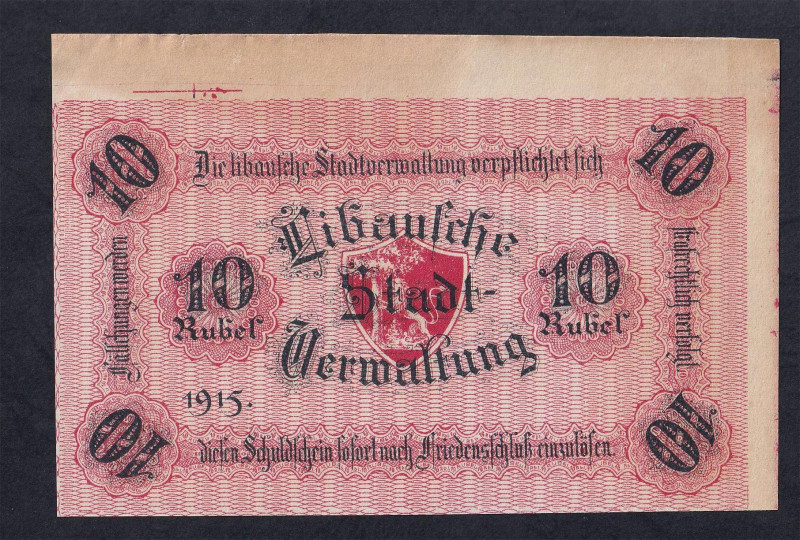 10
10
Die libausche Stadtverwaltung verpflichtet sich
Libausche
Stadt-
Verwaltung
10
Rubel
10
Rubel
Fälschungen werden
strafrechtlich verfolgt.
1915.
10
10
diesen Schuldschein sofort nach Friedensschluß einzulösen.